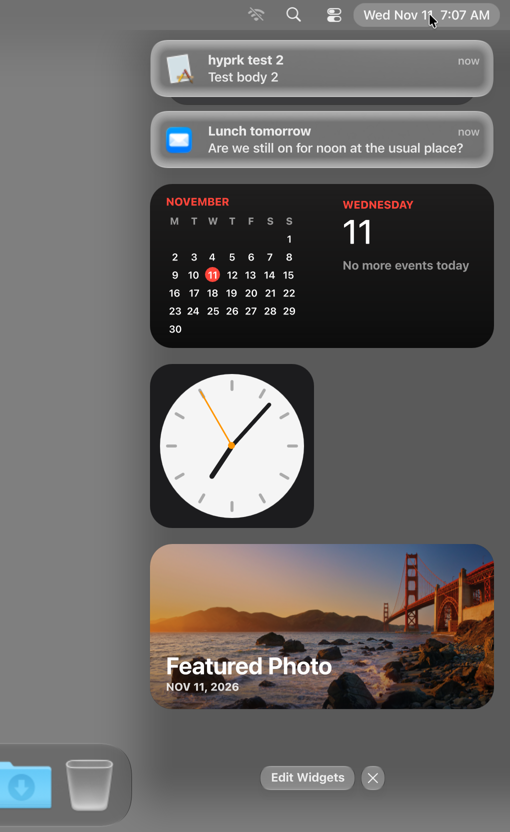 Wed Nov 11 7:07 AM
hyprk test 2 now
Test body 2
Lunch tomorrow now
Are we still on for noon at the usual place?
NOVEMBER
M T W T F S S
1
2 3 4 5 6 7 8
9 10 11 12 13 14 15
16 17 18 19 20 21 22
23 24 25 26 27 28 29
30
WEDNESDAY
11
No more events today
Featured Photo
NOV 11, 2026
Edit Widgets